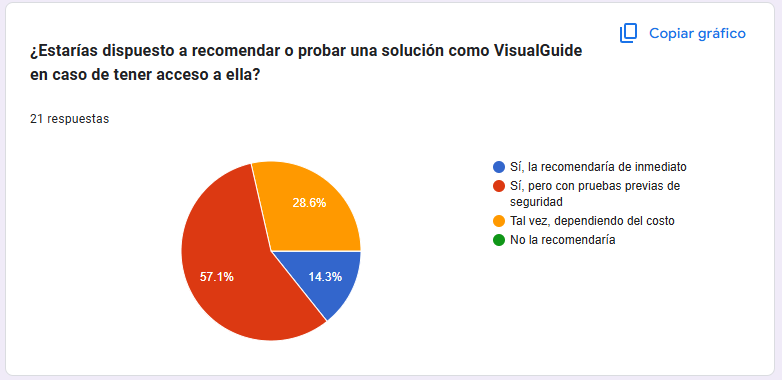 Copiar gráfico
¿Estarías dispuesto a recomendar o probar una solución como VisualGuide
en caso de tener acceso a ella?
21 respuestas
Sí, la recomendaría de inmediato
Sí, pero con pruebas previas de
seguridad
Tal vez, dependiendo del costo
No la recomendaría
28.6%
57.1%
14.3%